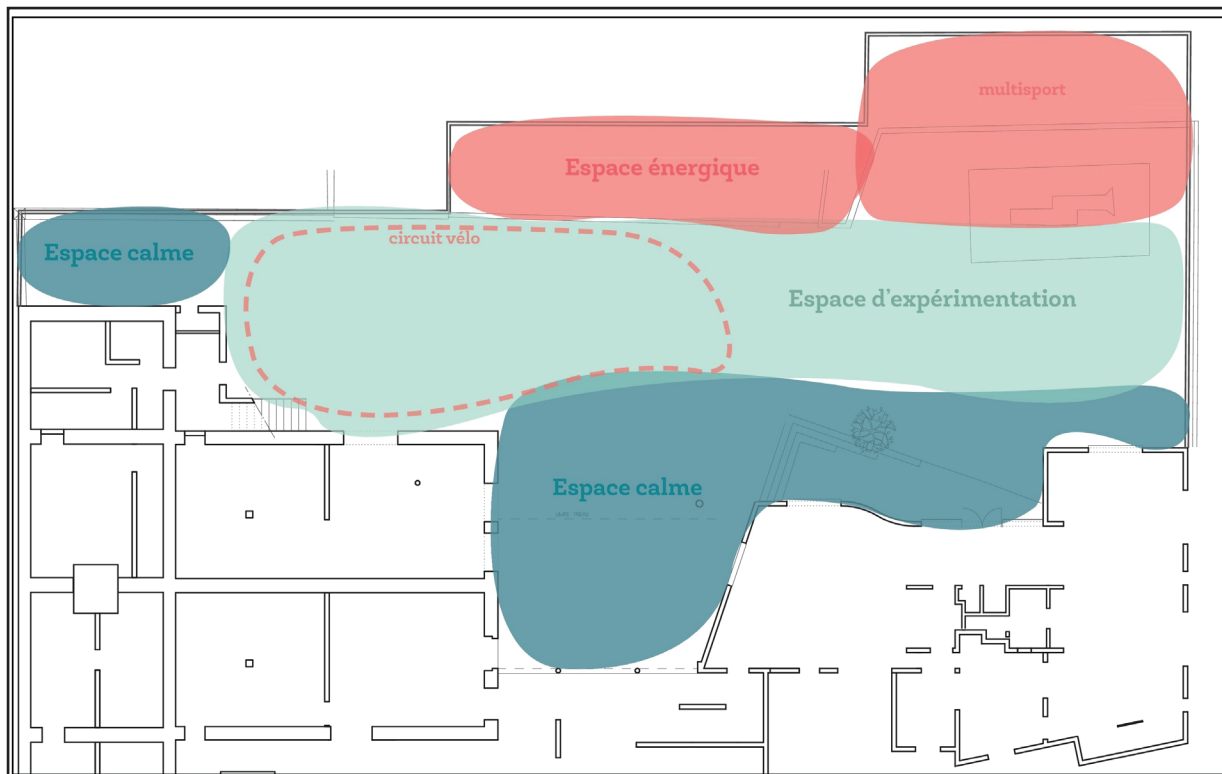 multisport
Espace énergique
circuit vélo
Espace calme
Espace d'expérimentation
Espace calme